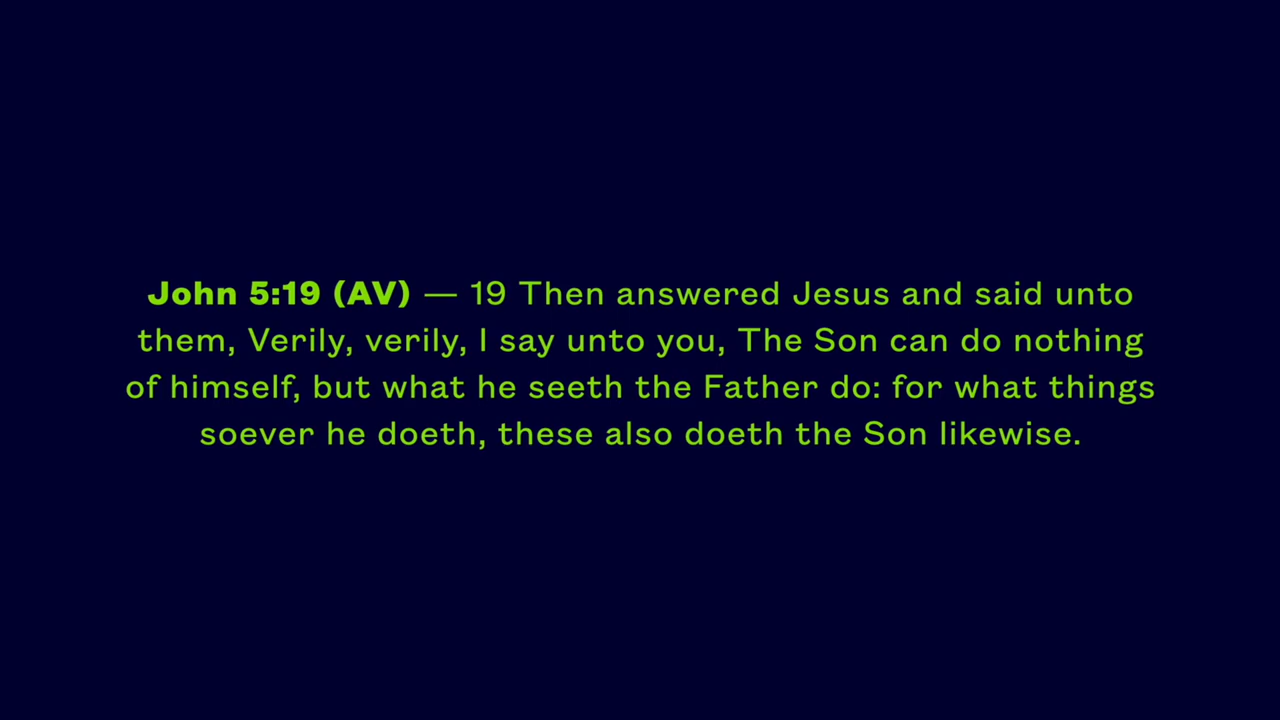 John 5:19 (AV) — 19 Then answered Jesus and said unto
them, Verily, verily, I say unto you, The Son can do nothing
of himself, but what he seeth the Father do: for what things
soever he doeth, these also doeth the Son likewise.